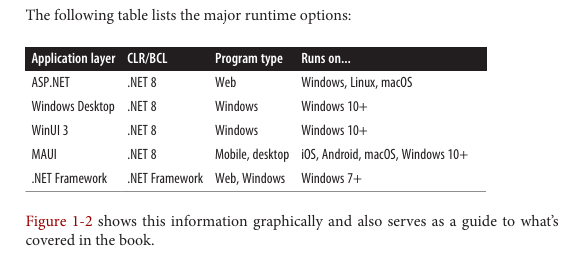 The following table lists the major runtime options:
Application layer CLR/BCL Program type Runs on...
ASP.NET .NET 8 Web Windows, Linux, macOS
Windows Desktop .NET 8 Windows Windows 10+
WinUI 3 .NET 8 Windows Windows 10+
MAUI .NET 8 Mobile, desktop iOS, Android, macOS, Windows 10+
.NET Framework .NET Framework Web, Windows Windows 7+
Figure 1-2 shows this information graphically and also serves as a guide to what’s
covered in the book.